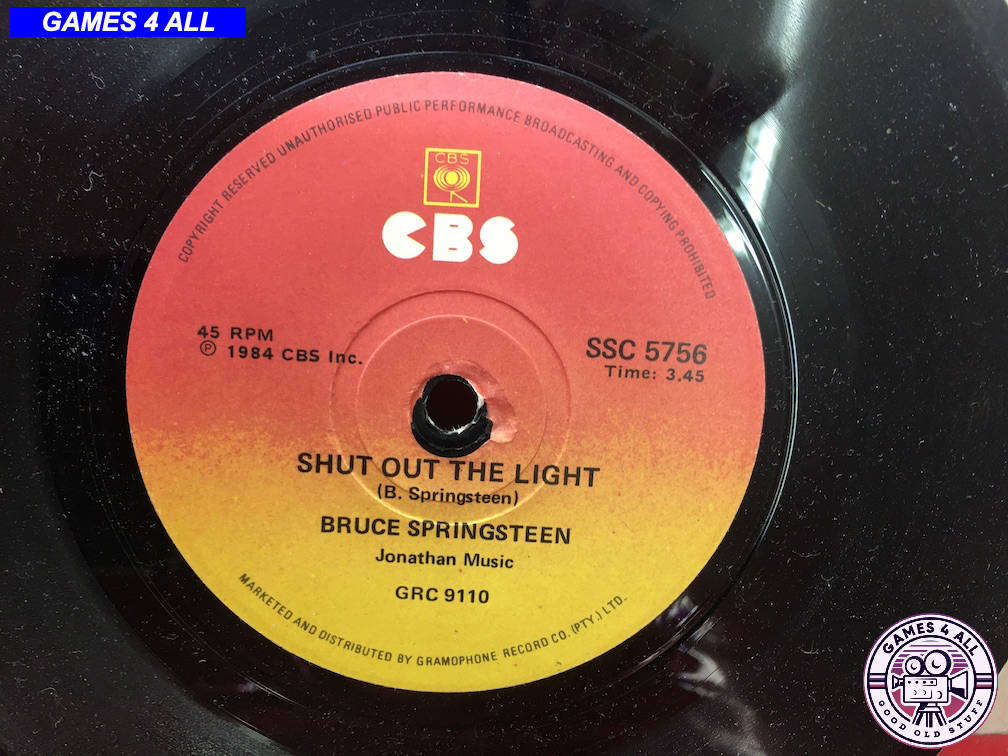 GAMES 4 ALL
COPYRIGHT RESERVED UNAUTHORISED PUBLIC PERFORMANCE BROADCASTING AND COPYING PROHIBITED
CBS
CBS
45 RPM
℗ 1984 CBS Inc.
SSC 5756
Time: 3.45
SHUT OUT THE LIGHT
(B. Springsteen)
BRUCE SPRINGSTEEN
Jonathan Music
GRC 9110
MARKETED AND DISTRIBUTED BY GRAMOPHONE RECORD CO. (PTY.) LTD.
GAMES 4 ALL
GOOD OLD STUFF